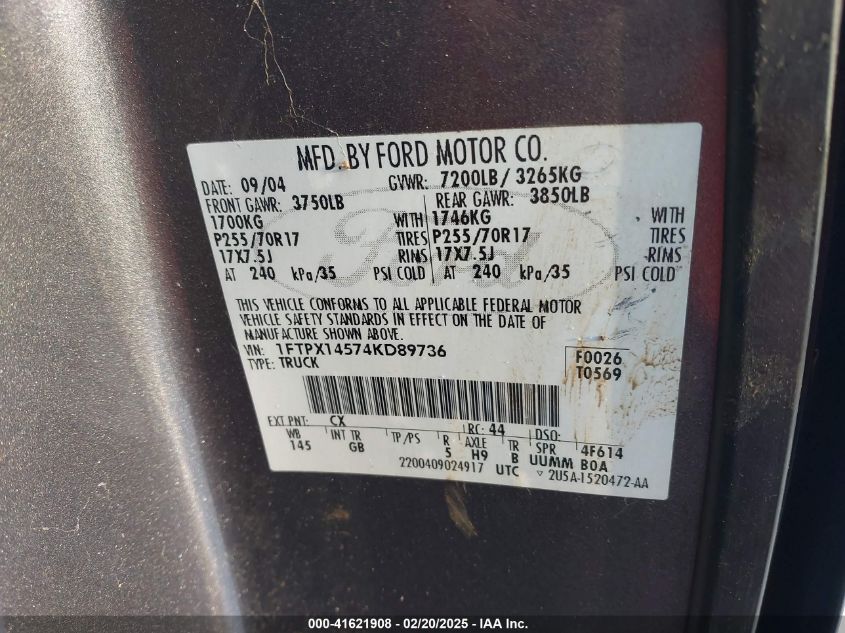 MFD. BY FORD MOTOR CO.
DATE: 09/04 GVWR: 7200LB/ 3265KG
FRONT GAWR: 3750LB REAR GAWR: 3850LB
1700KG WITH 1746KG WITH
P255/70R17 TIRES P255/70R17 TIRES
17X7.5J RIMS 17X7.5J RIMS
AT 240 kPa/35 PSI COLD AT 240 kPa/35 PSI COLD
Ford
THIS VEHICLE CONFORMS TO ALL APPLICABLE FEDERAL MOTOR
VEHICLE SAFETY STANDARDS IN EFFECT ON THE DATE OF
MANUFACTURE SHOWN ABOVE.
VIN: 1FTPX14574KD89736 F0026
TYPE: TRUCK T0569
EXT PNT: CX RC: 44 DSO:
WB INT TR TP/PS R AXLE TR SPR 4F614
145 GB 5 H9 B UUMM BOA
2200409024917 UTC ▽ 2U5A-1520472-AA
000-41621908 – 02/20/2025 – IAA Inc.